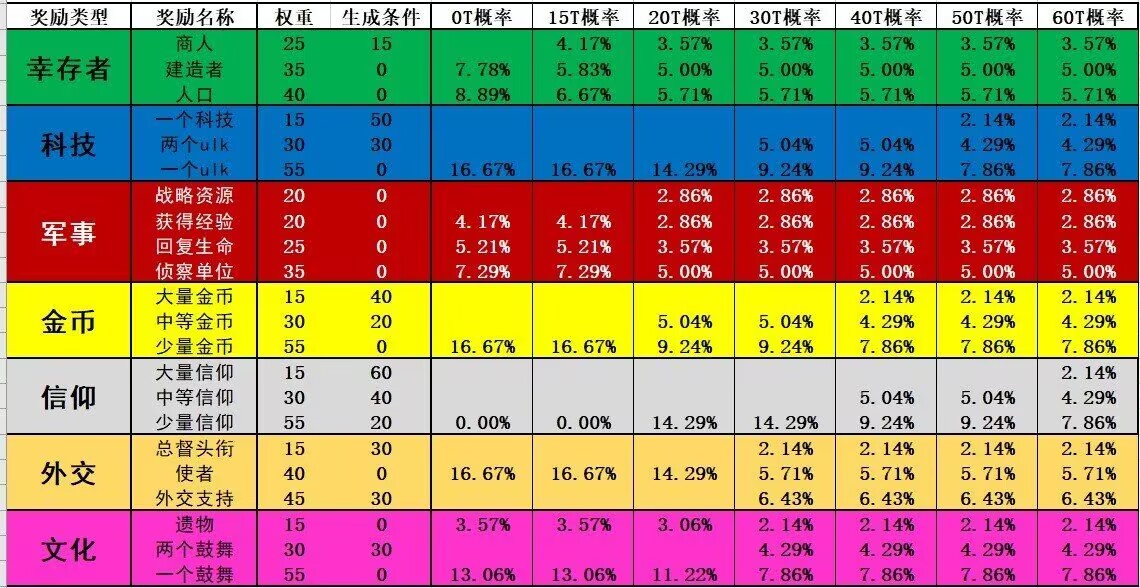 奖励类型 奖励名称 权重 生成条件 0T概率 15T概率 20T概率 30T概率 40T概率 50T概率 60T概率
幸存者
商人 25 15 4.17% 3.57% 3.57% 3.57% 3.57% 3.57%
建造者 35 0 7.78% 5.83% 5.00% 5.00% 5.00% 5.00% 5.00%
人口 40 0 8.89% 6.67% 5.71% 5.71% 5.71% 5.71% 5.71%
科技
一个科技 15 50 2.14% 2.14%
两个ulk 30 30 5.04% 5.04% 4.29% 4.29%
一个ulk 55 0 16.67% 16.67% 14.29% 9.24% 9.24% 7.86% 7.86%
军事
战略资源 20 0 2.86% 2.86% 2.86% 2.86% 2.86%
获得经验 20 0 4.17% 4.17% 2.86% 2.86% 2.86% 2.86% 2.86%
回复生命 25 0 5.21% 5.21% 3.57% 3.57% 3.57% 3.57% 3.57%
侦察单位 35 0 7.29% 7.29% 5.00% 5.00% 5.00% 5.00% 5.00%
金币
大量金币 15 40 2.14% 2.14% 2.14%
中等金币 30 20 5.04% 5.04% 4.29% 4.29% 4.29%
少量金币 55 0 16.67% 16.67% 9.24% 9.24% 7.86% 7.86% 7.86%
信仰
大量信仰 15 60 2.14%
中等信仰 30 40 5.04% 5.04% 4.29%
少量信仰 55 20 0.00% 0.00% 14.29% 14.29% 9.24% 9.24% 7.86%
外交
总督头衔 15 30 2.14% 2.14% 2.14% 2.14%
使者 40 0 16.67% 16.67% 14.29% 5.71% 5.71% 5.71% 5.71%
外交支持 45 30 6.43% 6.43% 6.43% 6.43%
文化
遗物 15 0 3.57% 3.57% 3.06% 2.14% 2.14% 2.14% 2.14%
两个鼓舞 30 30 4.29% 4.29% 4.29% 4.29%
一个鼓舞 55 0 13.06% 13.06% 11.22% 7.86% 7.86% 7.86% 7.86%